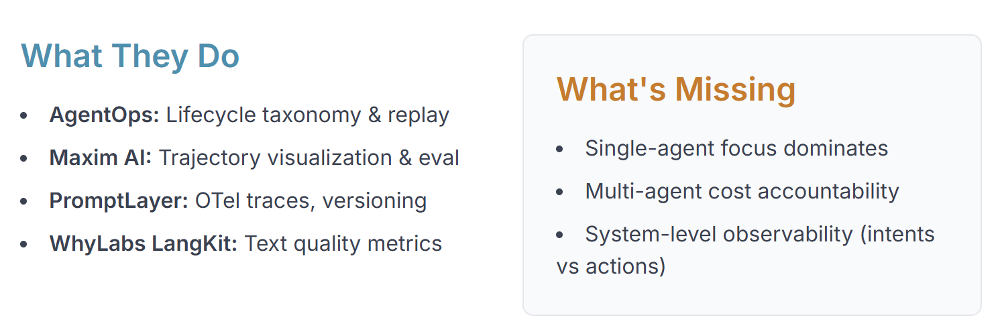 What They Do
• AgentOps: Lifecycle taxonomy & replay
• Maxim AI: Trajectory visualization & eval
• PromptLayer: OTel traces, versioning
• WhyLabs LangKit: Text quality metrics
What's Missing
• Single-agent focus dominates
• Multi-agent cost accountability
• System-level observability (intents
vs actions)